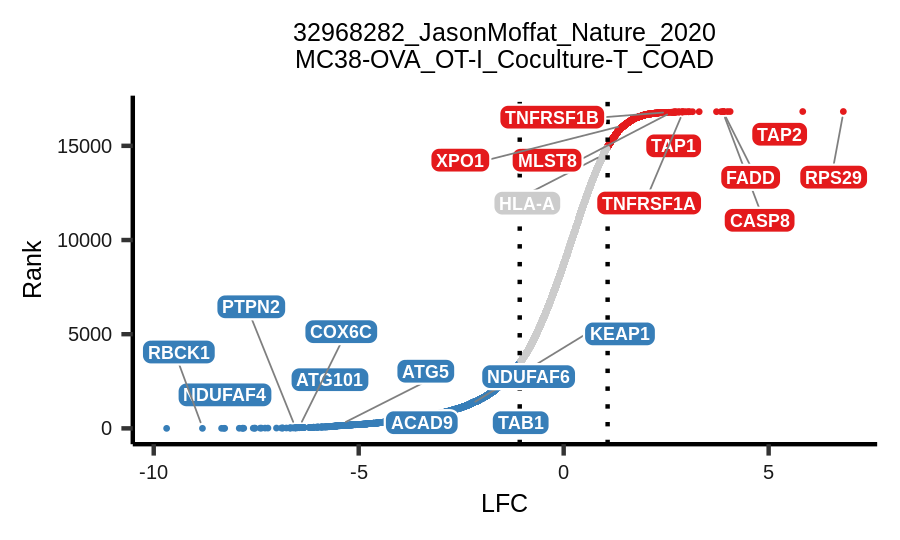 32968282_JasonMoffat_Nature_2020
MC38-OVA_OT-I_Coculture-T_COAD
Rank
15000
10000
5000
0
TNFRSF1B
XPO1
MLST8
TAP1
TAP2
FADD
RPS29
HLA-A
TNFRSF1A
CASP8
PTPN2
COX6C
KEAP1
RBCK1
ATG5
NDUFAF6
ATG101
NDUFAF4
ACAD9
TAB1
-10
-5
0
5
LFC